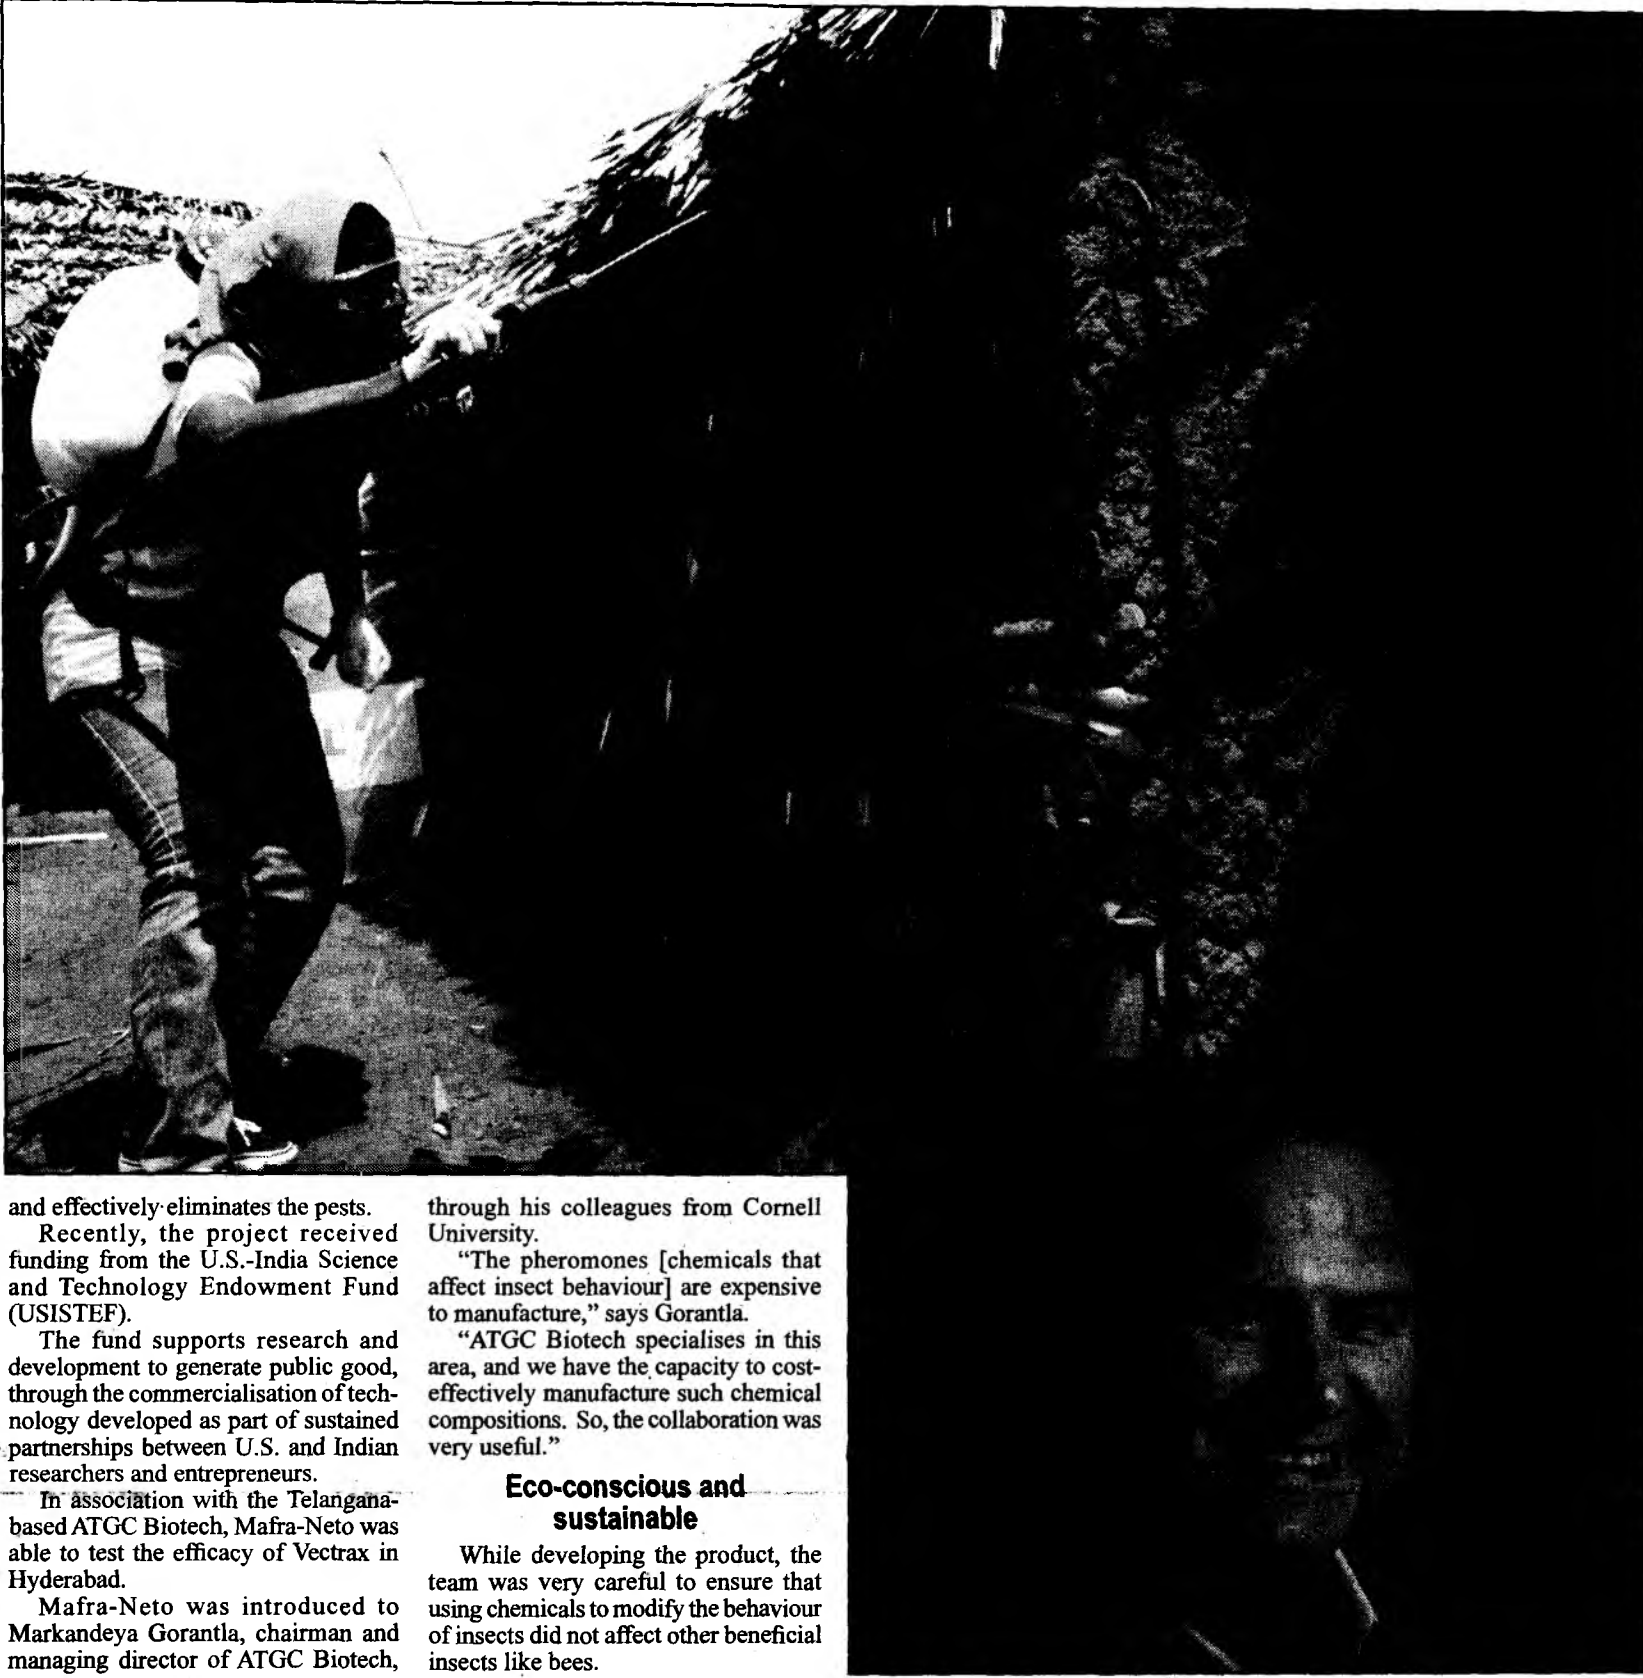 and effectively eliminates the pests.
Recently, the project received
funding from the U.S.-India Science
and Technology Endowment Fund
(USISTEF).
The fund supports research and
development to generate public good,
through the commercialisation of tech-
nology developed as part of sustained
partnerships between U.S. and Indian
researchers and entrepreneurs.
In association with the Telangana-
based ATGC Biotech, Mafra-Neto was
able to test the efficacy of Vectrax in
Hyderabad.
Mafra-Neto was introduced to
Markandeya Gorantla, chairman and
managing director of ATGC Biotech,
through his colleagues from Cornell
University.
“The pheromones [chemicals that
affect insect behaviour] are expensive
to manufacture,” says Gorantla.
“ATGC Biotech specialises in this
area, and we have the capacity to cost-
effectively manufacture such chemical
compositions. So, the collaboration was
very useful.”
Eco-conscious and
sustainable
While developing the product, the
team was very careful to ensure that
using chemicals to modify the behaviour
of insects did not affect other beneficial
insects like bees.